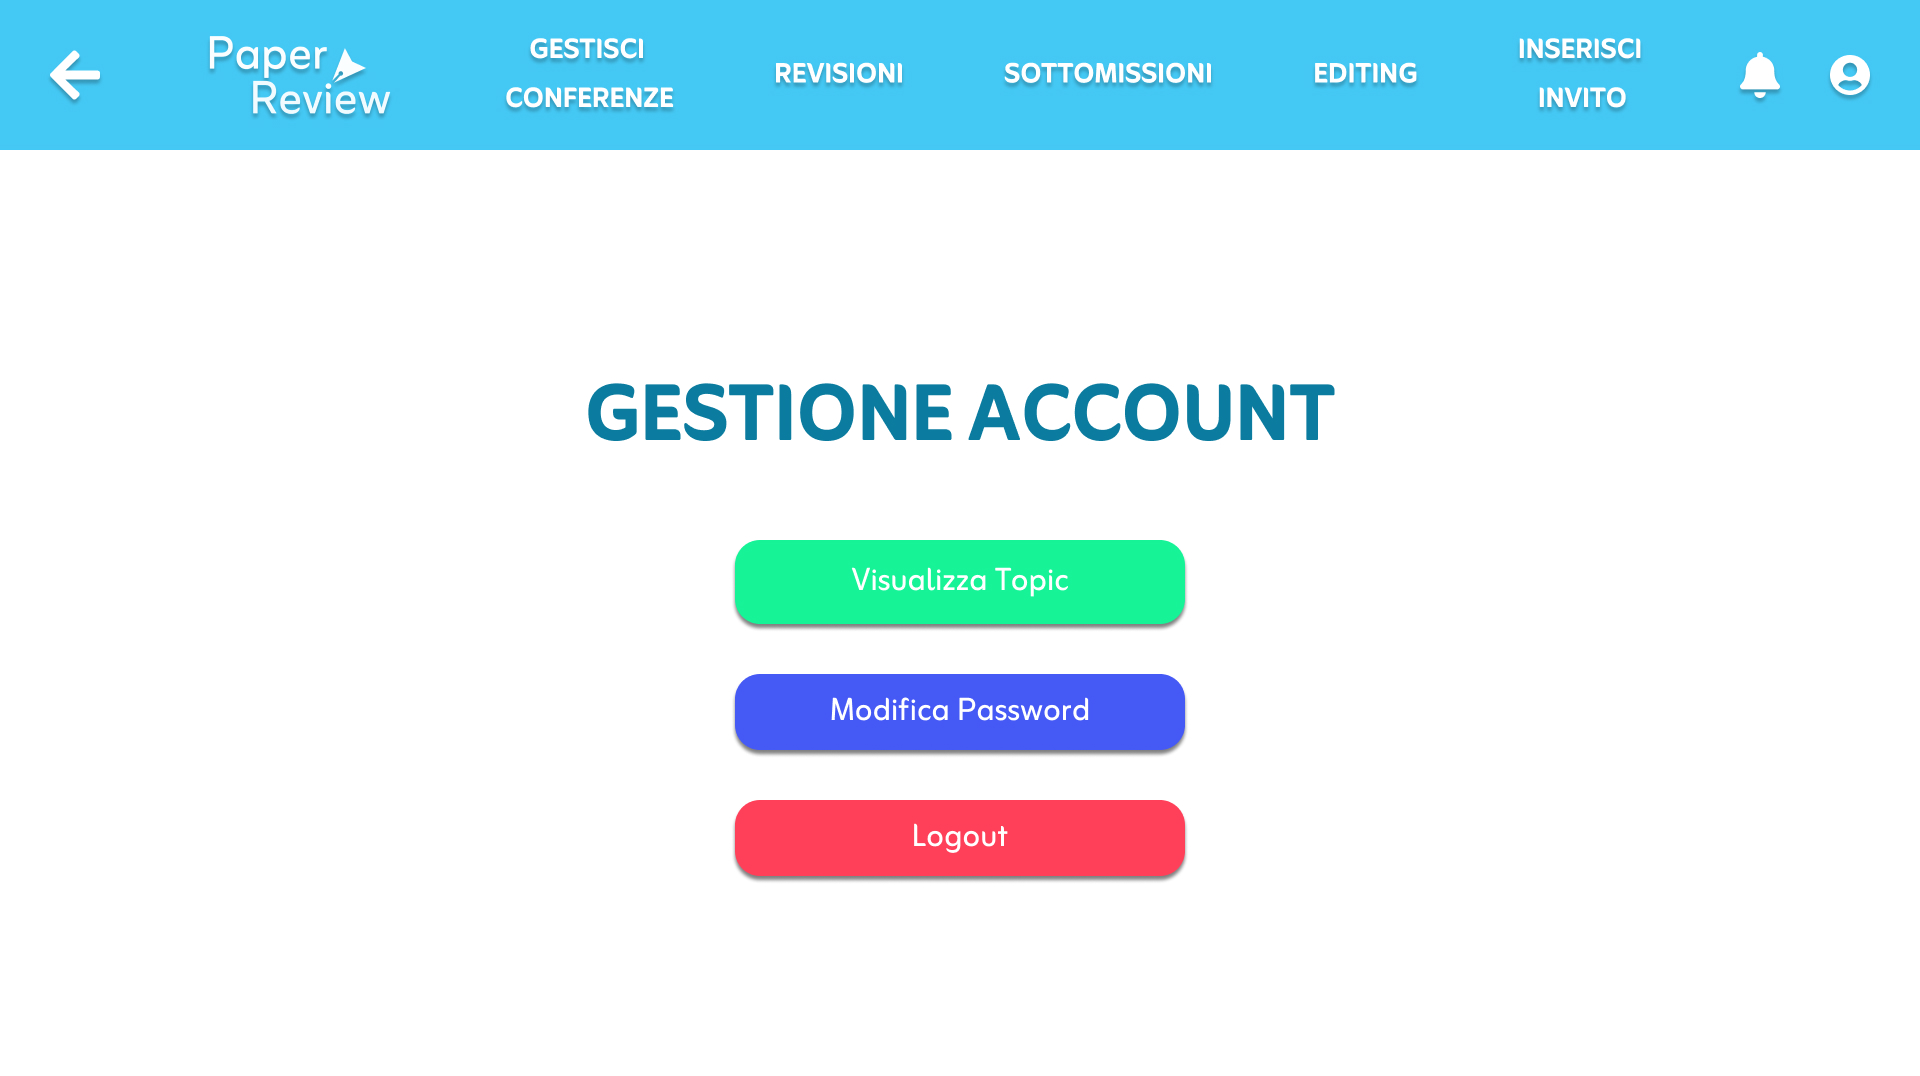 Paper
Review
GESTISCI
CONFERENZE
REVISIONI
SOTTOMISSIONI
EDITING
INSERISCI
INVITO
GESTIONE ACCOUNT
Visualizza Topic
Modifica Password
Logout